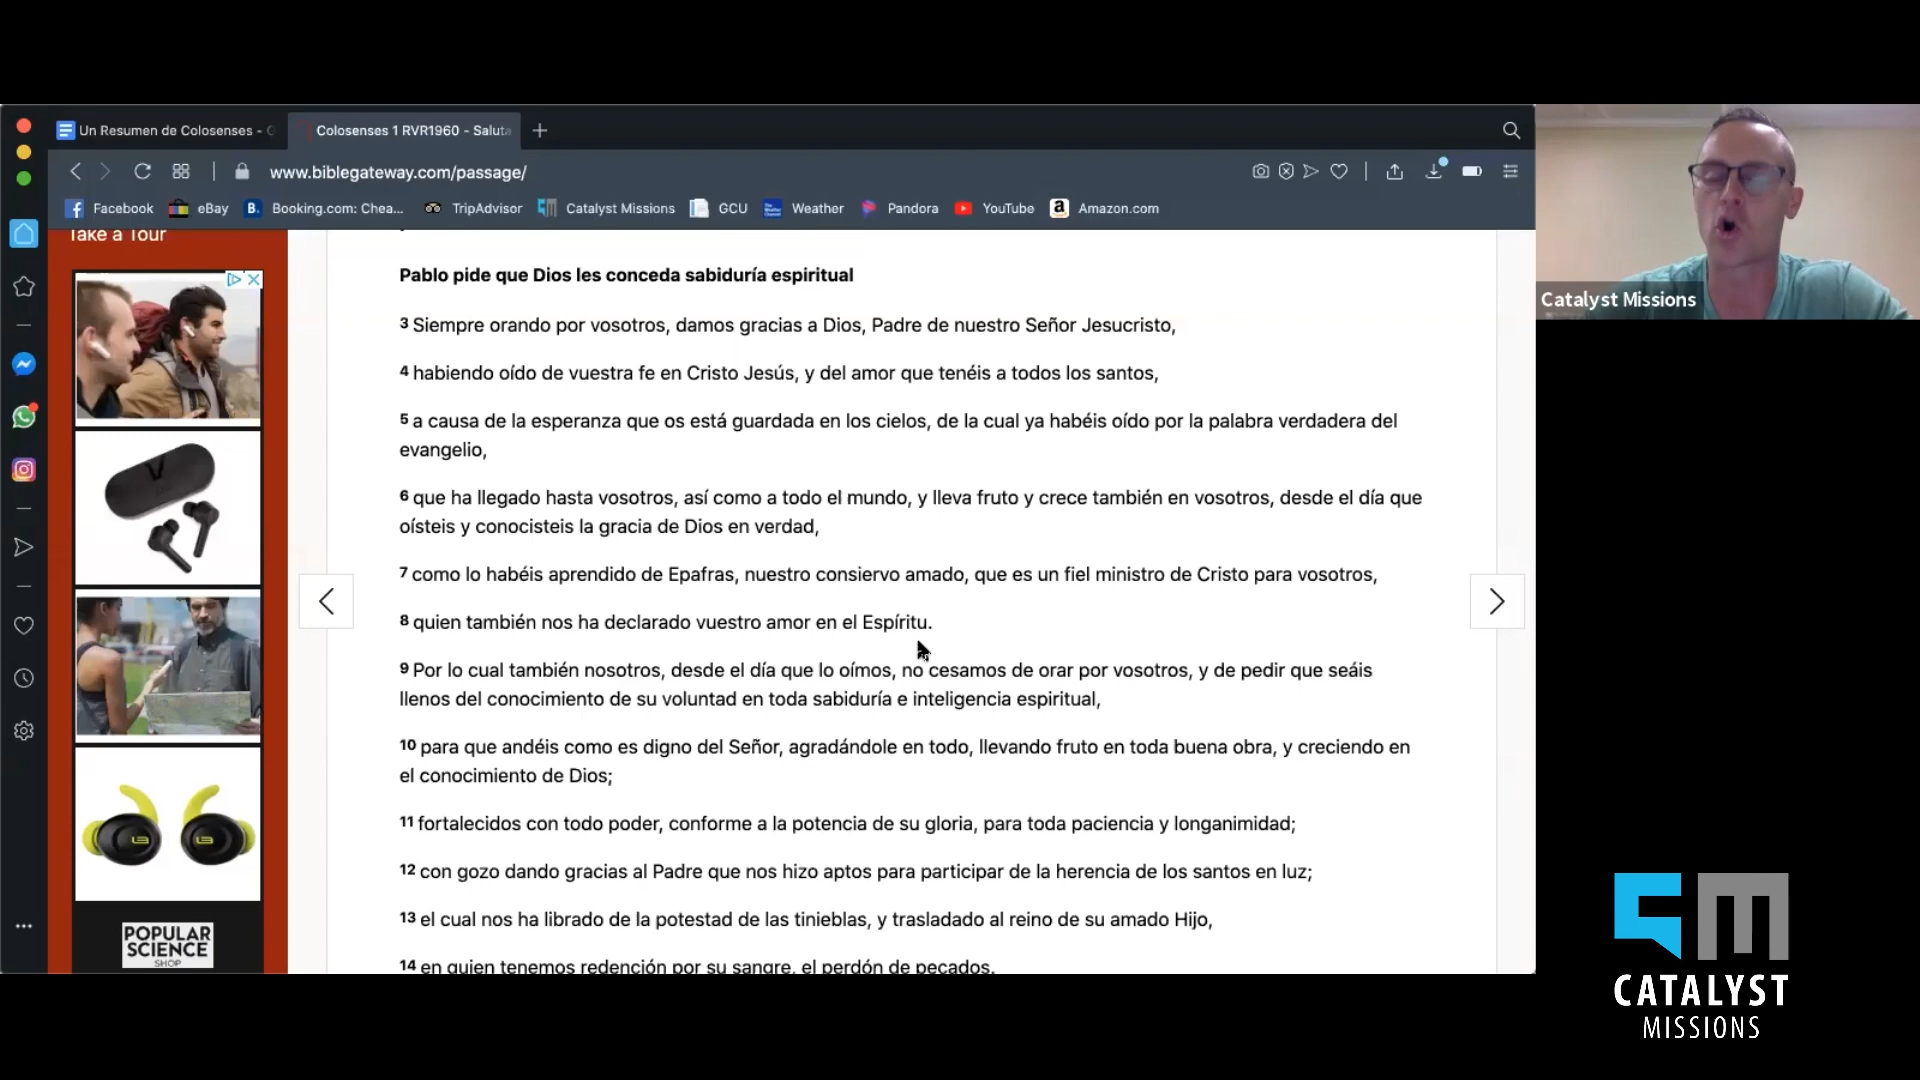 Un Resumen de Colosenses -
Colosenses 1 RVR1960 - Saluta
www.biblegateway.com/passage/
Facebook
eBay
B.
Booking.com: Chea...
TripAdvisor
Catalyst Missions
GCU
Weather
Pandora
YouTube
a
Amazon.com
Take a Tour
Pablo pide que Dios les conceda sabiduría espiritual
3 Siempre orando por vosotros, damos gracias a Dios, Padre de nuestro Señor Jesucristo,
4 habiendo oído de vuestra fe en Cristo Jesús, y del amor que tenéis a todos los santos,
5 a causa de la esperanza que os está guardada en los cielos, de la cual ya habéis oído por la palabra verdadera del
evangelio,
6 que ha llegado hasta vosotros, así como a todo el mundo, y lleva fruto y crece también en vosotros, desde el día que
oísteis y conocisteis la gracia de Dios en verdad,
7 como lo habéis aprendido de Epafras, nuestro consiervo amado, que es un fiel ministro de Cristo para vosotros,
8 quien también nos ha declarado vuestro amor en el Espíritu.
9 Por lo cual también nosotros, desde el día que lo oímos, no cesamos de orar por vosotros, y de pedir que seáis
llenos del conocimiento de su voluntad en toda sabiduría e inteligencia espiritual,
10 para que andéis como es digno del Señor, agradándole en todo, llevando fruto en toda buena obra, y creciendo en
el conocimiento de Dios;
11 fortalecidos con todo poder, conforme a la potencia de su gloria, para toda paciencia y longanimidad;
12 con gozo dando gracias al Padre que nos hizo aptos para participar de la herencia de los santos en luz;
13 el cual nos ha librado de la potestad de las tinieblas, y trasladado al reino de su amado Hijo,
14 en quien tenemos redención por su sangre, el perdón de pecados.
POPULAR
SCIENCE
SHOP
Catalyst Missions
CATALYST
MISSIONS